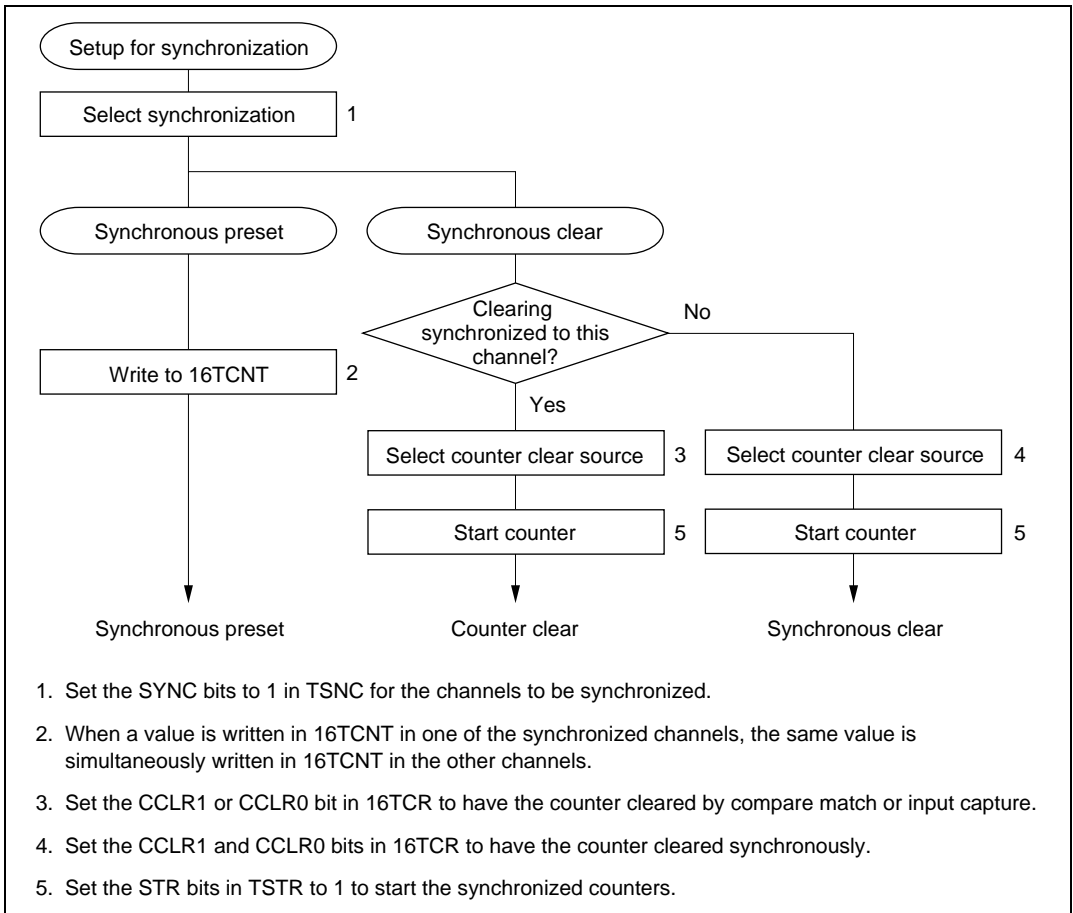 Setup for synchronization
Select synchronization 1
Synchronous preset
Synchronous clear
Clearing
synchronized to this
channel?
No
Yes
Write to 16TCNT 2
Select counter clear source 3
Select counter clear source 4
Start counter 5
Start counter 5
Synchronous preset
Counter clear
Synchronous clear
1. Set the SYNC bits to 1 in TSNC for the channels to be synchronized.
2. When a value is written in 16TCNT in one of the synchronized channels, the same value is
simultaneously written in 16TCNT in the other channels.
3. Set the CCLR1 or CCLR0 bit in 16TCR to have the counter cleared by compare match or input capture.
4. Set the CCLR1 and CCLR0 bits in 16TCR to have the counter cleared synchronously.
5. Set the STR bits in TSTR to 1 to start the synchronized counters.